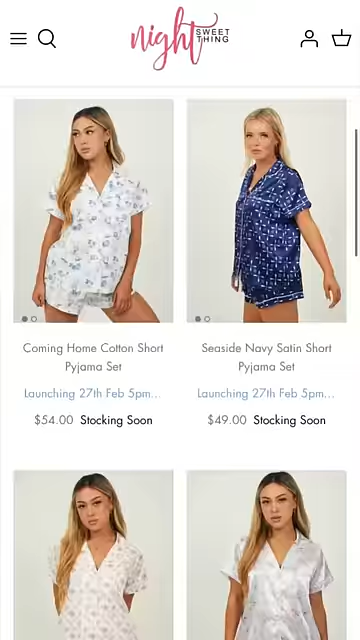 night SWEET
THING
Coming Home Cotton Short
Pyjama Set
Launching 27th Feb 5pm...
$54.00 Stocking Soon
Seaside Navy Satin Short
Pyjama Set
Launching 27th Feb 5pm...
$49.00 Stocking Soon